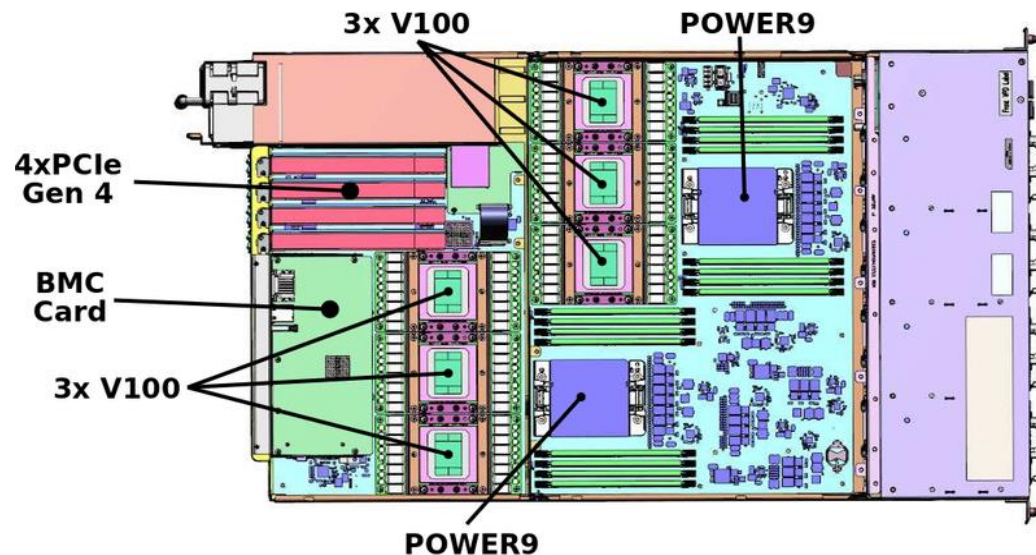 3x V100
POWER9
4xPCIe
Gen 4
BMC
Card
3x V100
POWER9